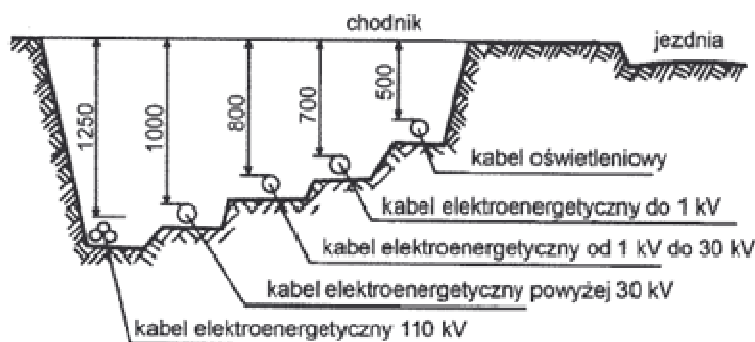 chodnik
jezdnia
1250
1000
800
700
500
kabel oświetleniowy
kabel elektroenergetyczny do 1 kV
kabel elektroenergetyczny od 1 kV do 30 kV
kabel elektroenergetyczny powyżej 30 kV
kabel elektroenergetyczny 110 kV